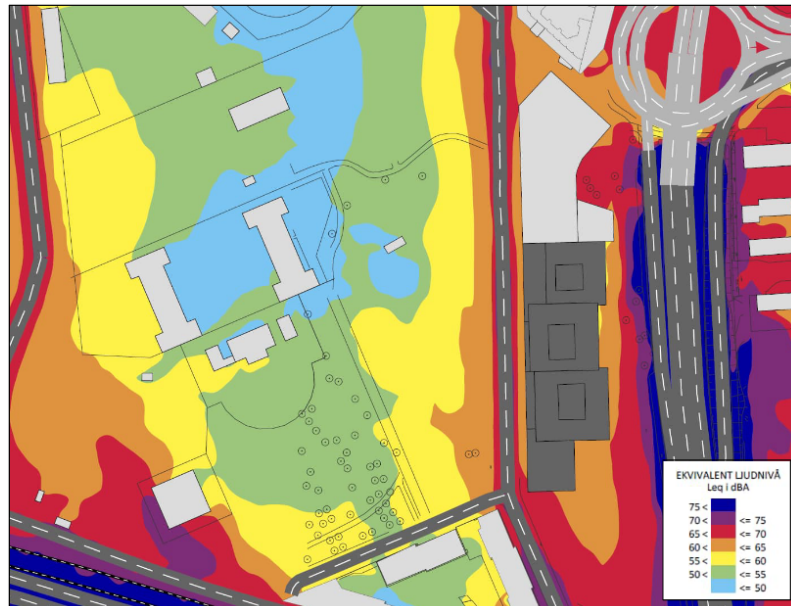 EKVIVALENT LJUDNIVÅ
Leq i dBA
75 <
70 < <= 75
65 < <= 70
60 < <= 65
55 < <= 60
50 < <= 55
<= 50